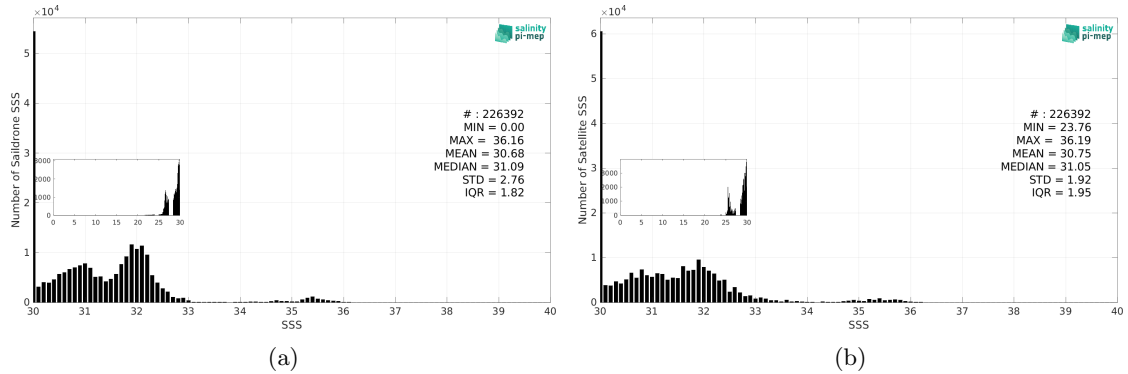 ×10⁴
5
4
3
2
1
0
Number of Saildrone SSS
salinity
pi-mep
# : 226392
MIN = 0.00
MAX = 36.16
MEAN = 30.68
MEDIAN = 31.09
STD = 2.76
IQR = 1.82
3000
2000
1000
0
0 5 10 15 20 25 30
30 31 32 33 34 35 36 37 38 39 40
SSS
(a)
×10⁴
6
5
4
3
2
1
0
Number of Satellite SSS
salinity
pi-mep
# : 226392
MIN = 23.76
MAX = 36.19
MEAN = 30.75
MEDIAN = 31.05
STD = 1.92
IQR = 1.95
3000
2000
1000
0
0 5 10 15 20 25 30
30 31 32 33 34 35 36 37 38 39 40
SSS
(b)